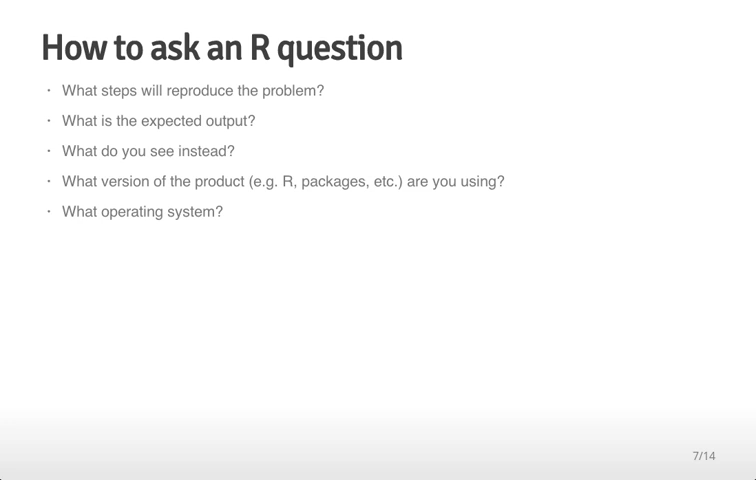 How to ask an R question
· What steps will reproduce the problem?
· What is the expected output?
· What do you see instead?
· What version of the product (e.g. R, packages, etc.) are you using?
· What operating system?
7/14